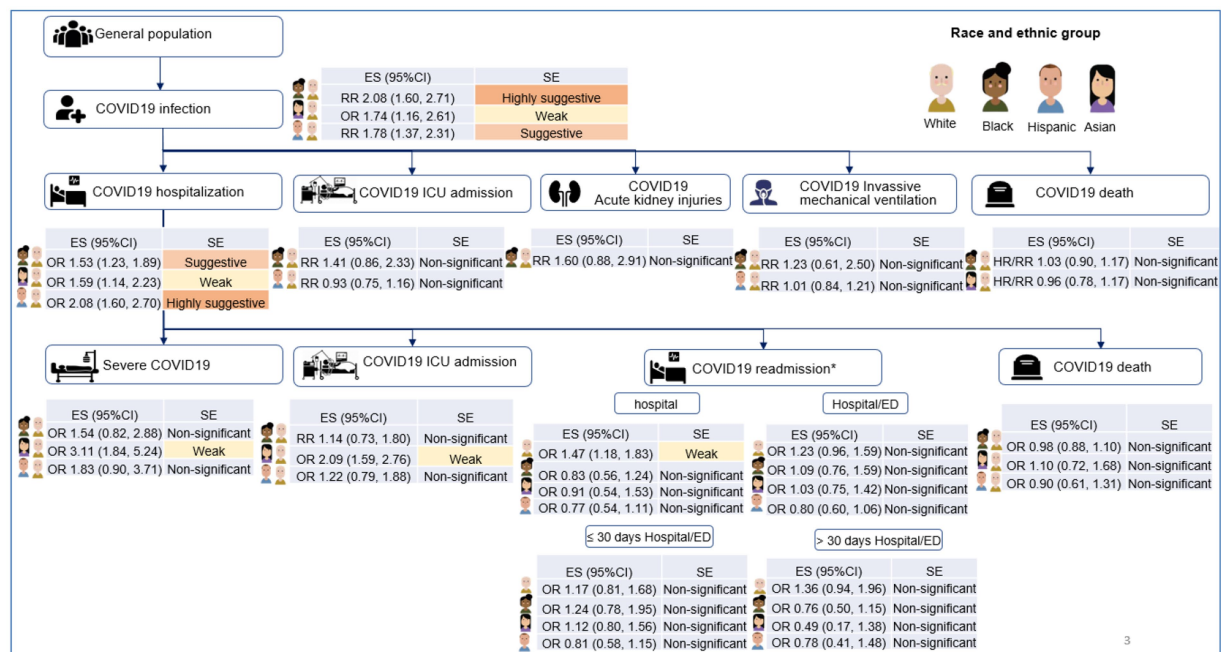 General population
Race and ethnic group
White Black Hispanic Asian
COVID19 infection
ES (95%CI) SE
RR 2.08 (1.60, 2.71) Highly suggestive
OR 1.74 (1.16, 2.61) Weak
RR 1.78 (1.37, 2.31) Suggestive
COVID19 hospitalization
COVID19 ICU admission
COVID19
Acute kidney injuries
COVID19 Invassive
mechanical ventilation
COVID19 death
ES (95%CI) SE
OR 1.53 (1.23, 1.89) Suggestive
OR 1.59 (1.14, 2.23) Weak
OR 2.08 (1.60, 2.70) Highly suggestive
ES (95%CI) SE
RR 1.41 (0.86, 2.33) Non-significant
RR 0.93 (0.75, 1.16) Non-significant
ES (95%CI) SE
RR 1.60 (0.88, 2.91) Non-significant
ES (95%CI) SE
RR 1.23 (0.61, 2.50) Non-significant
RR 1.01 (0.84, 1.21) Non-significant
ES (95%CI) SE
HR/RR 1.03 (0.90, 1.17) Non-significant
HR/RR 0.96 (0.78, 1.17) Non-significant
Severe COVID19
COVID19 ICU admission
COVID19 readmission*
COVID19 death
ES (95%CI) SE
OR 1.54 (0.82, 2.88) Non-significant
OR 3.11 (1.84, 5.24) Weak
OR 1.83 (0.90, 3.71) Non-significant
ES (95%CI) SE
RR 1.14 (0.73, 1.80) Non-significant
OR 2.09 (1.59, 2.76) Weak
OR 1.22 (0.79, 1.88) Non-significant
hospital
ES (95%CI) SE
OR 1.47 (1.18, 1.83) Weak
OR 0.83 (0.56, 1.24) Non-significant
OR 0.91 (0.54, 1.53) Non-significant
OR 0.77 (0.54, 1.11) Non-significant
Hospital/ED
ES (95%CI) SE
OR 1.23 (0.96, 1.59) Non-significant
OR 1.09 (0.76, 1.59) Non-significant
OR 1.03 (0.75, 1.42) Non-significant
OR 0.80 (0.60, 1.06) Non-significant
ES (95%CI) SE
OR 0.98 (0.88, 1.10) Non-significant
OR 1.10 (0.72, 1.68) Non-significant
OR 0.90 (0.61, 1.31) Non-significant
≤ 30 days Hospital/ED
ES (95%CI) SE
OR 1.17 (0.81, 1.68) Non-significant
OR 1.24 (0.78, 1.95) Non-significant
OR 1.12 (0.80, 1.56) Non-significant
OR 0.81 (0.58, 1.15) Non-significant
> 30 days Hospital/ED
ES (95%CI) SE
OR 1.36 (0.94, 1.96) Non-significant
OR 0.76 (0.50, 1.15) Non-significant
OR 0.49 (0.17, 1.38) Non-significant
OR 0.78 (0.41, 1.48) Non-significant
3